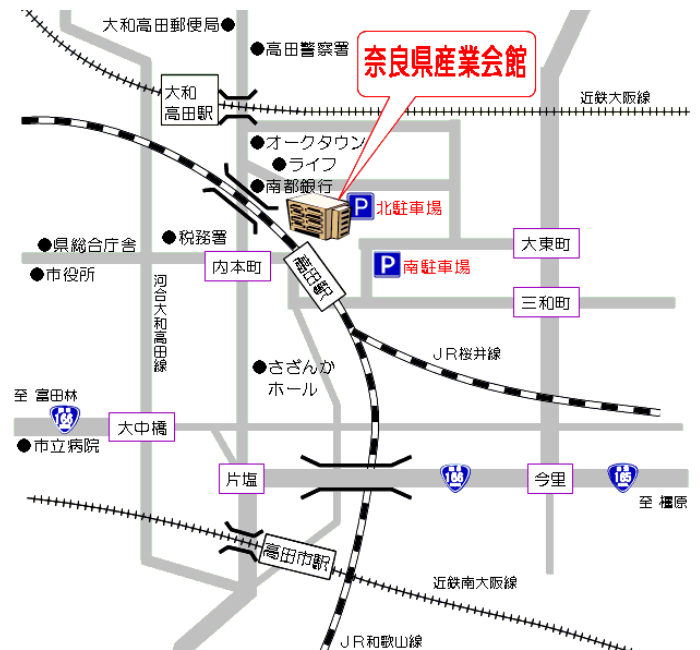 大和高田郵便局
高田警察署
奈良県産業会館
大和
高田駅
近鉄大阪線
オークタウン
ライフ
南都銀行
P 北駐車場
税務署
県総合庁舎
大東町
内本町
P 南駐車場
市役所
高田駅
三和町
河合大和高田線
JR桜井線
さざんか
ホール
至 富田林
166
大中橋
市立病院
片塩
166
今里
165
至 橿原
高田市駅
近鉄南大阪線
JR和歌山線